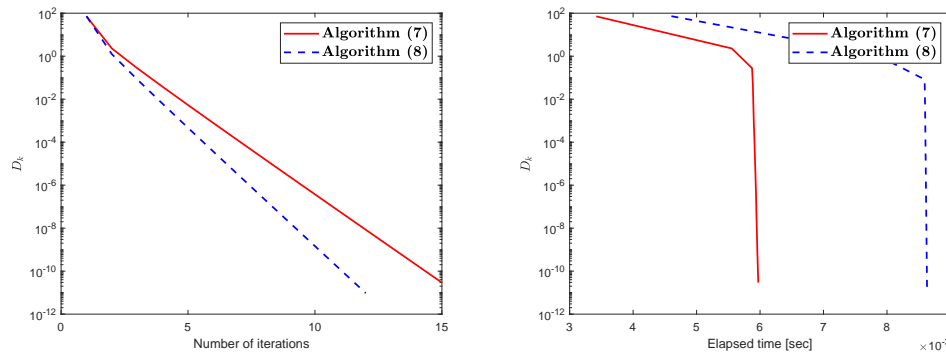 10^2
10^0
10^-2
10^-4
10^-6
10^-8
10^-10
10^-12
D_k
0 5 10 15
Number of iterations
Algorithm (7)
Algorithm (8)
10^2
10^0
10^-2
10^-4
10^-6
10^-8
10^-10
10^-12
D_k
3 4 5 6 7 8
Elapsed time [sec]
Algorithm (7)
Algorithm (8)